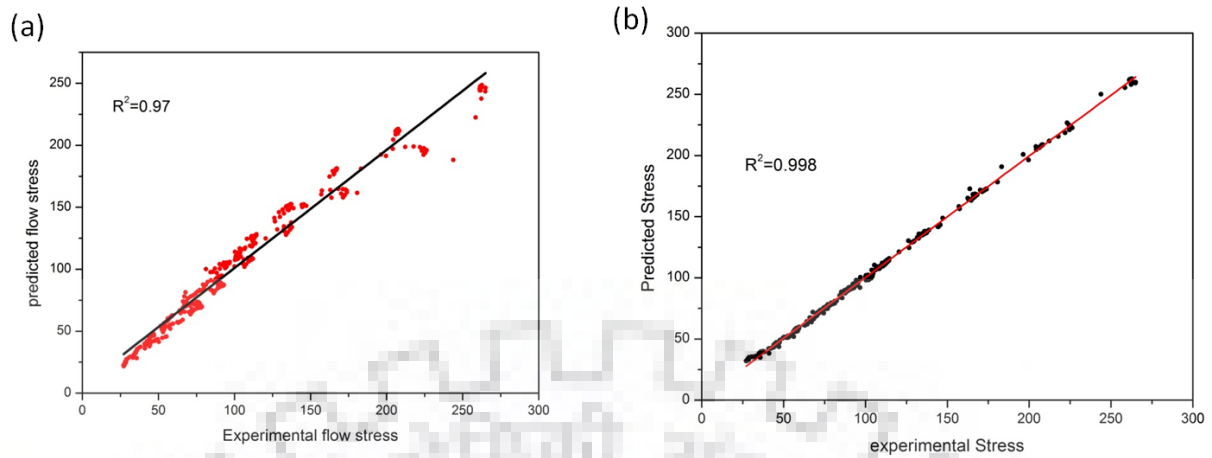 (a)
R²=0.97
predicted flow stress
250
200
150
100
50
0
0 50 100 150 200 250 300
Experimental flow stress
(b)
R²=0.998
Predicted Stress
300
250
200
150
100
50
0
0 50 100 150 200 250 300
experimental Stress